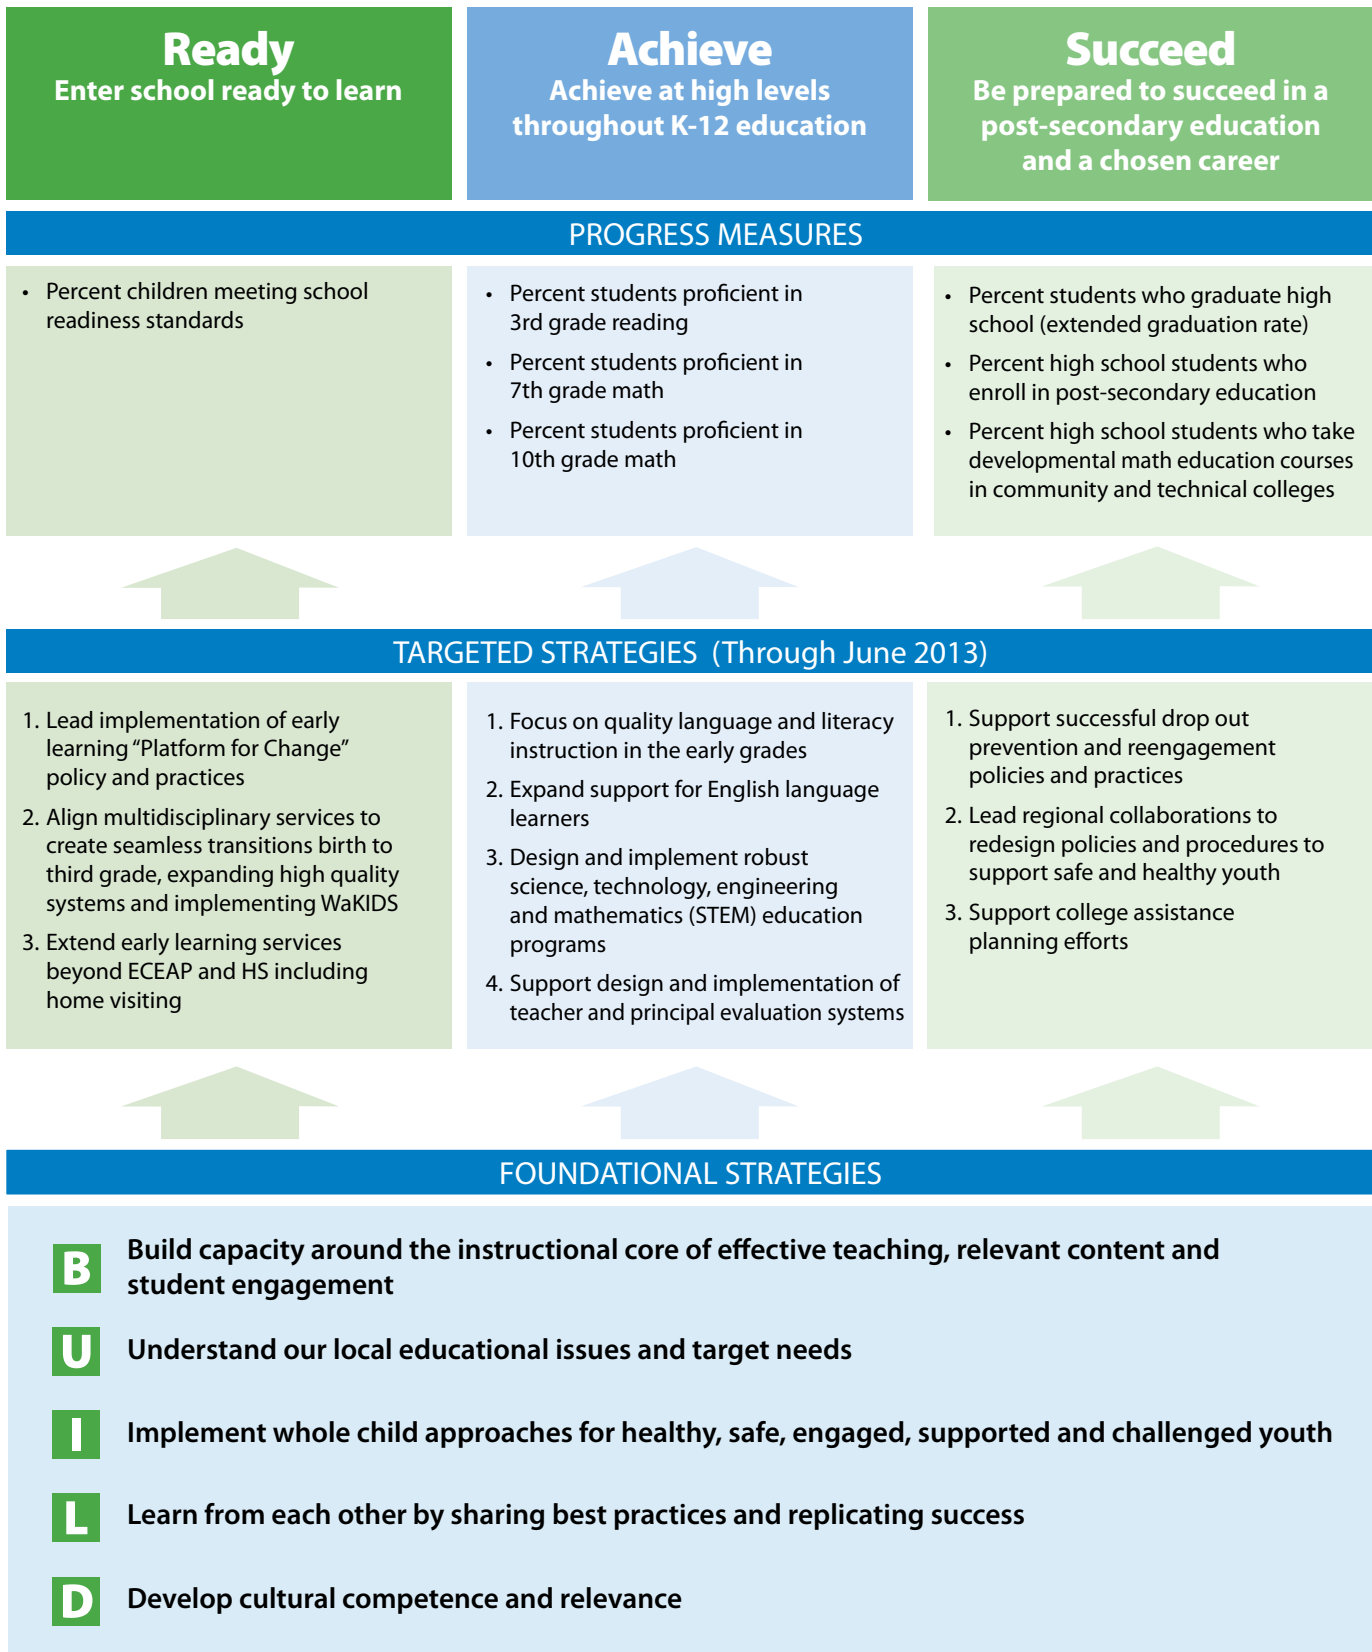 Ready
Enter school ready to learn
Achieve
Achieve at high levels
throughout K-12 education
Succeed
Be prepared to succeed in a
post-secondary education
and a chosen career
PROGRESS MEASURES
• Percent children meeting school
readiness standards
• Percent students proficient in
3rd grade reading
• Percent students proficient in
7th grade math
• Percent students proficient in
10th grade math
• Percent students who graduate high
school (extended graduation rate)
• Percent high school students who
enroll in post-secondary education
• Percent high school students who take
developmental math education courses
in community and technical colleges
TARGETED STRATEGIES (Through June 2013)
1. Lead implementation of early
learning “Platform for Change”
policy and practices
2. Align multidisciplinary services to
create seamless transitions birth to
third grade, expanding high quality
systems and implementing WaKIDS
3. Extend early learning services
beyond ECEAP and HS including
home visiting
1. Focus on quality language and literacy
instruction in the early grades
2. Expand support for English language
learners
3. Design and implement robust
science, technology, engineering
and mathematics (STEM) education
programs
4. Support design and implementation of
teacher and principal evaluation systems
1. Support successful drop out
prevention and reengagement
policies and practices
2. Lead regional collaborations to
redesign policies and procedures to
support safe and healthy youth
3. Support college assistance
planning efforts
FOUNDATIONAL STRATEGIES
B Build capacity around the instructional core of effective teaching, relevant content and
student engagement
U Understand our local educational issues and target needs
I Implement whole child approaches for healthy, safe, engaged, supported and challenged youth
L Learn from each other by sharing best practices and replicating success
D Develop cultural competence and relevance